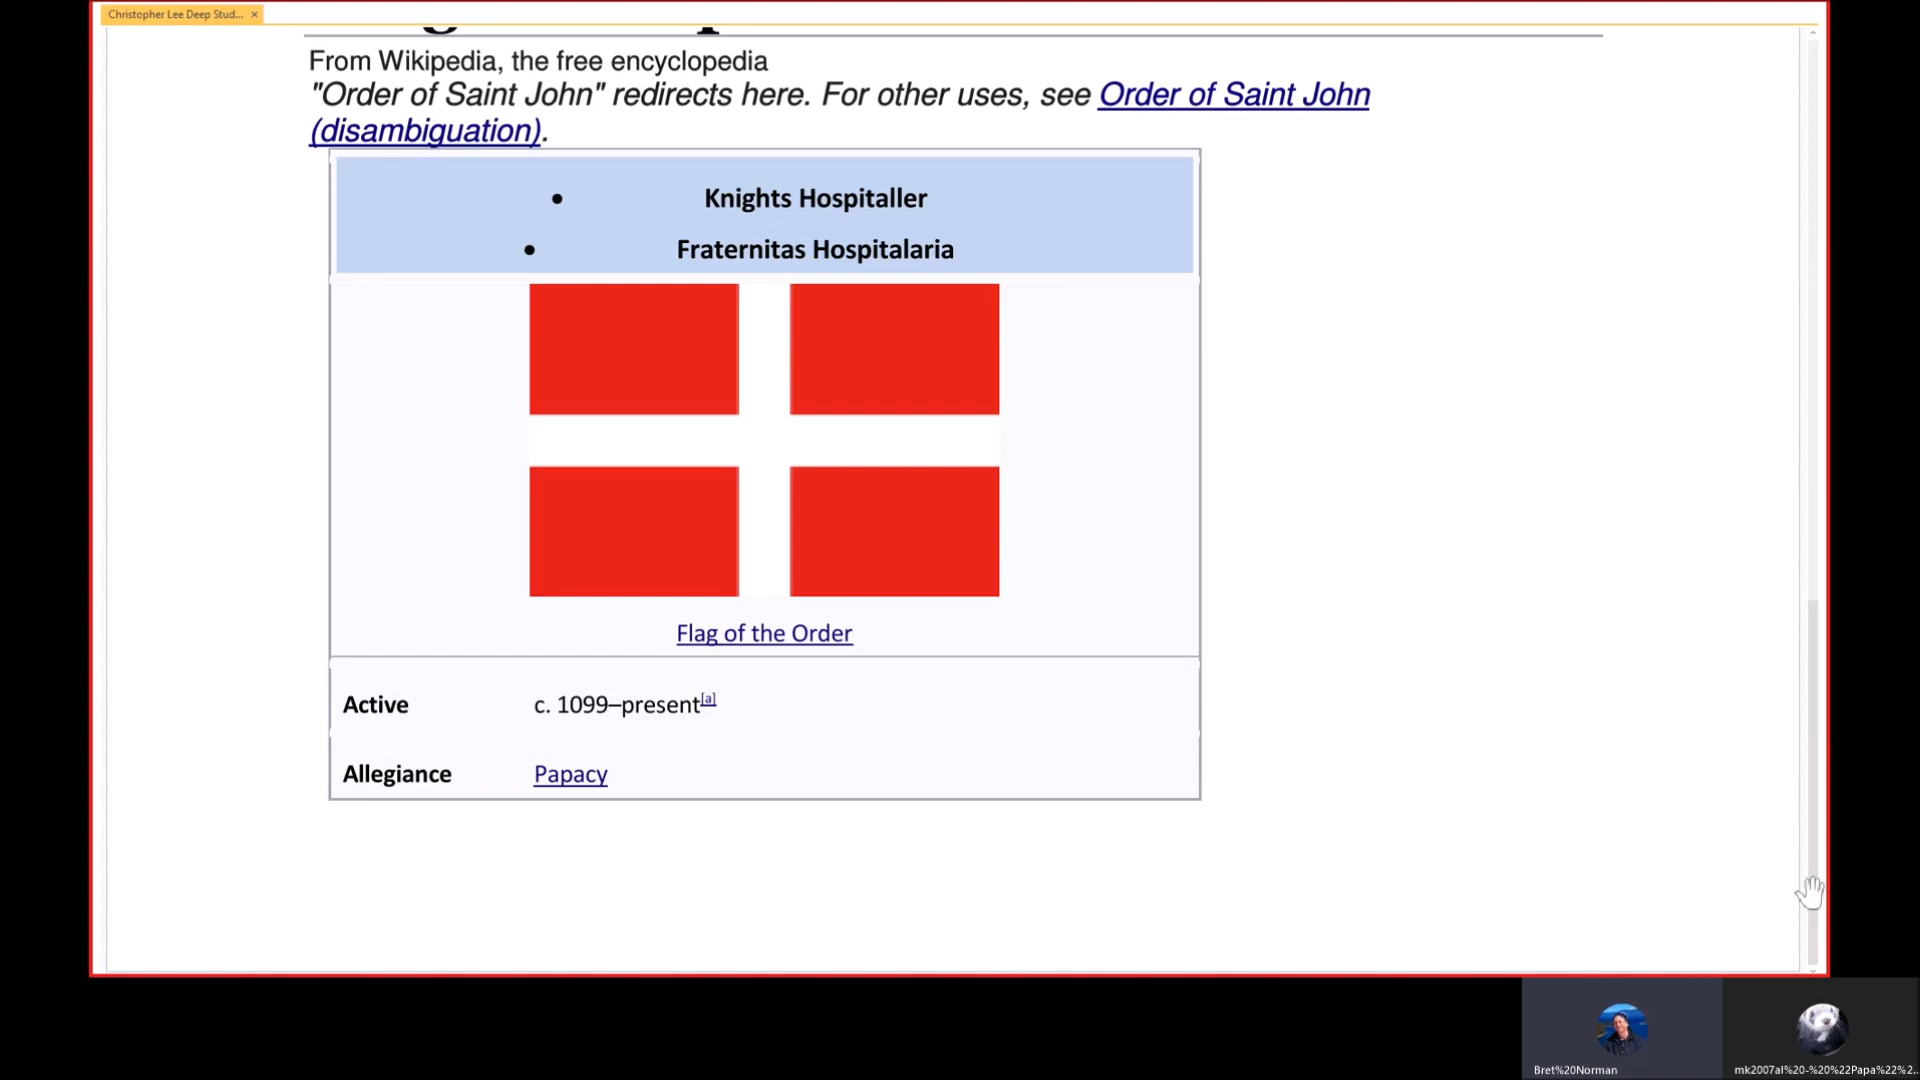 Christopher Lee Deep Stud... ×
From Wikipedia, the free encyclopedia
"Order of Saint John" redirects here. For other uses, see Order of Saint John
(disambiguation).
• Knights Hospitaller
• Fraternitas Hospitalaria
Flag of the Order
Active c. 1099–present[a]
Allegiance Papacy
Bret%20Norman
mk2007al%20-%20%22Papa%22%2...